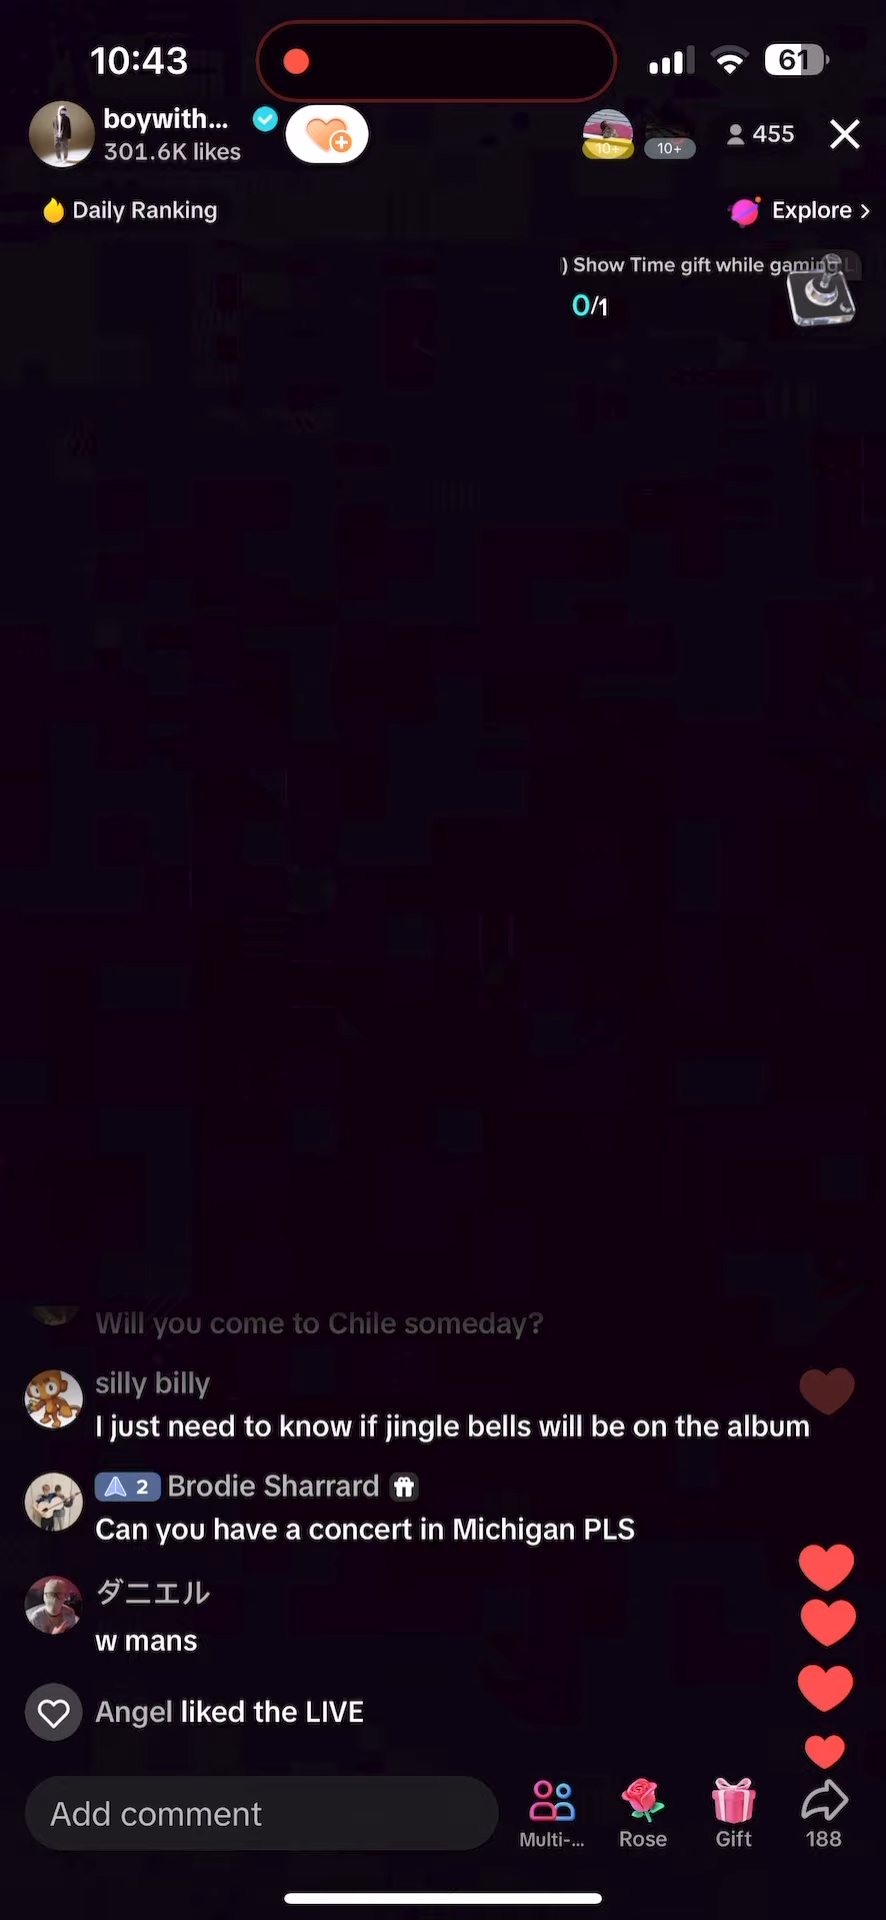 10:43
61
boywith...
301.6K likes
10+
10+
455
Daily Ranking
Explore >
) Show Time gift while gaming
0/1
Will you come to Chile someday?
silly billy
I just need to know if jingle bells will be on the album
2 Brodie Sharrard
Can you have a concert in Michigan PLS
ダニエル
w mans
Angel liked the LIVE
Add comment
Multi-...
Rose
Gift
188